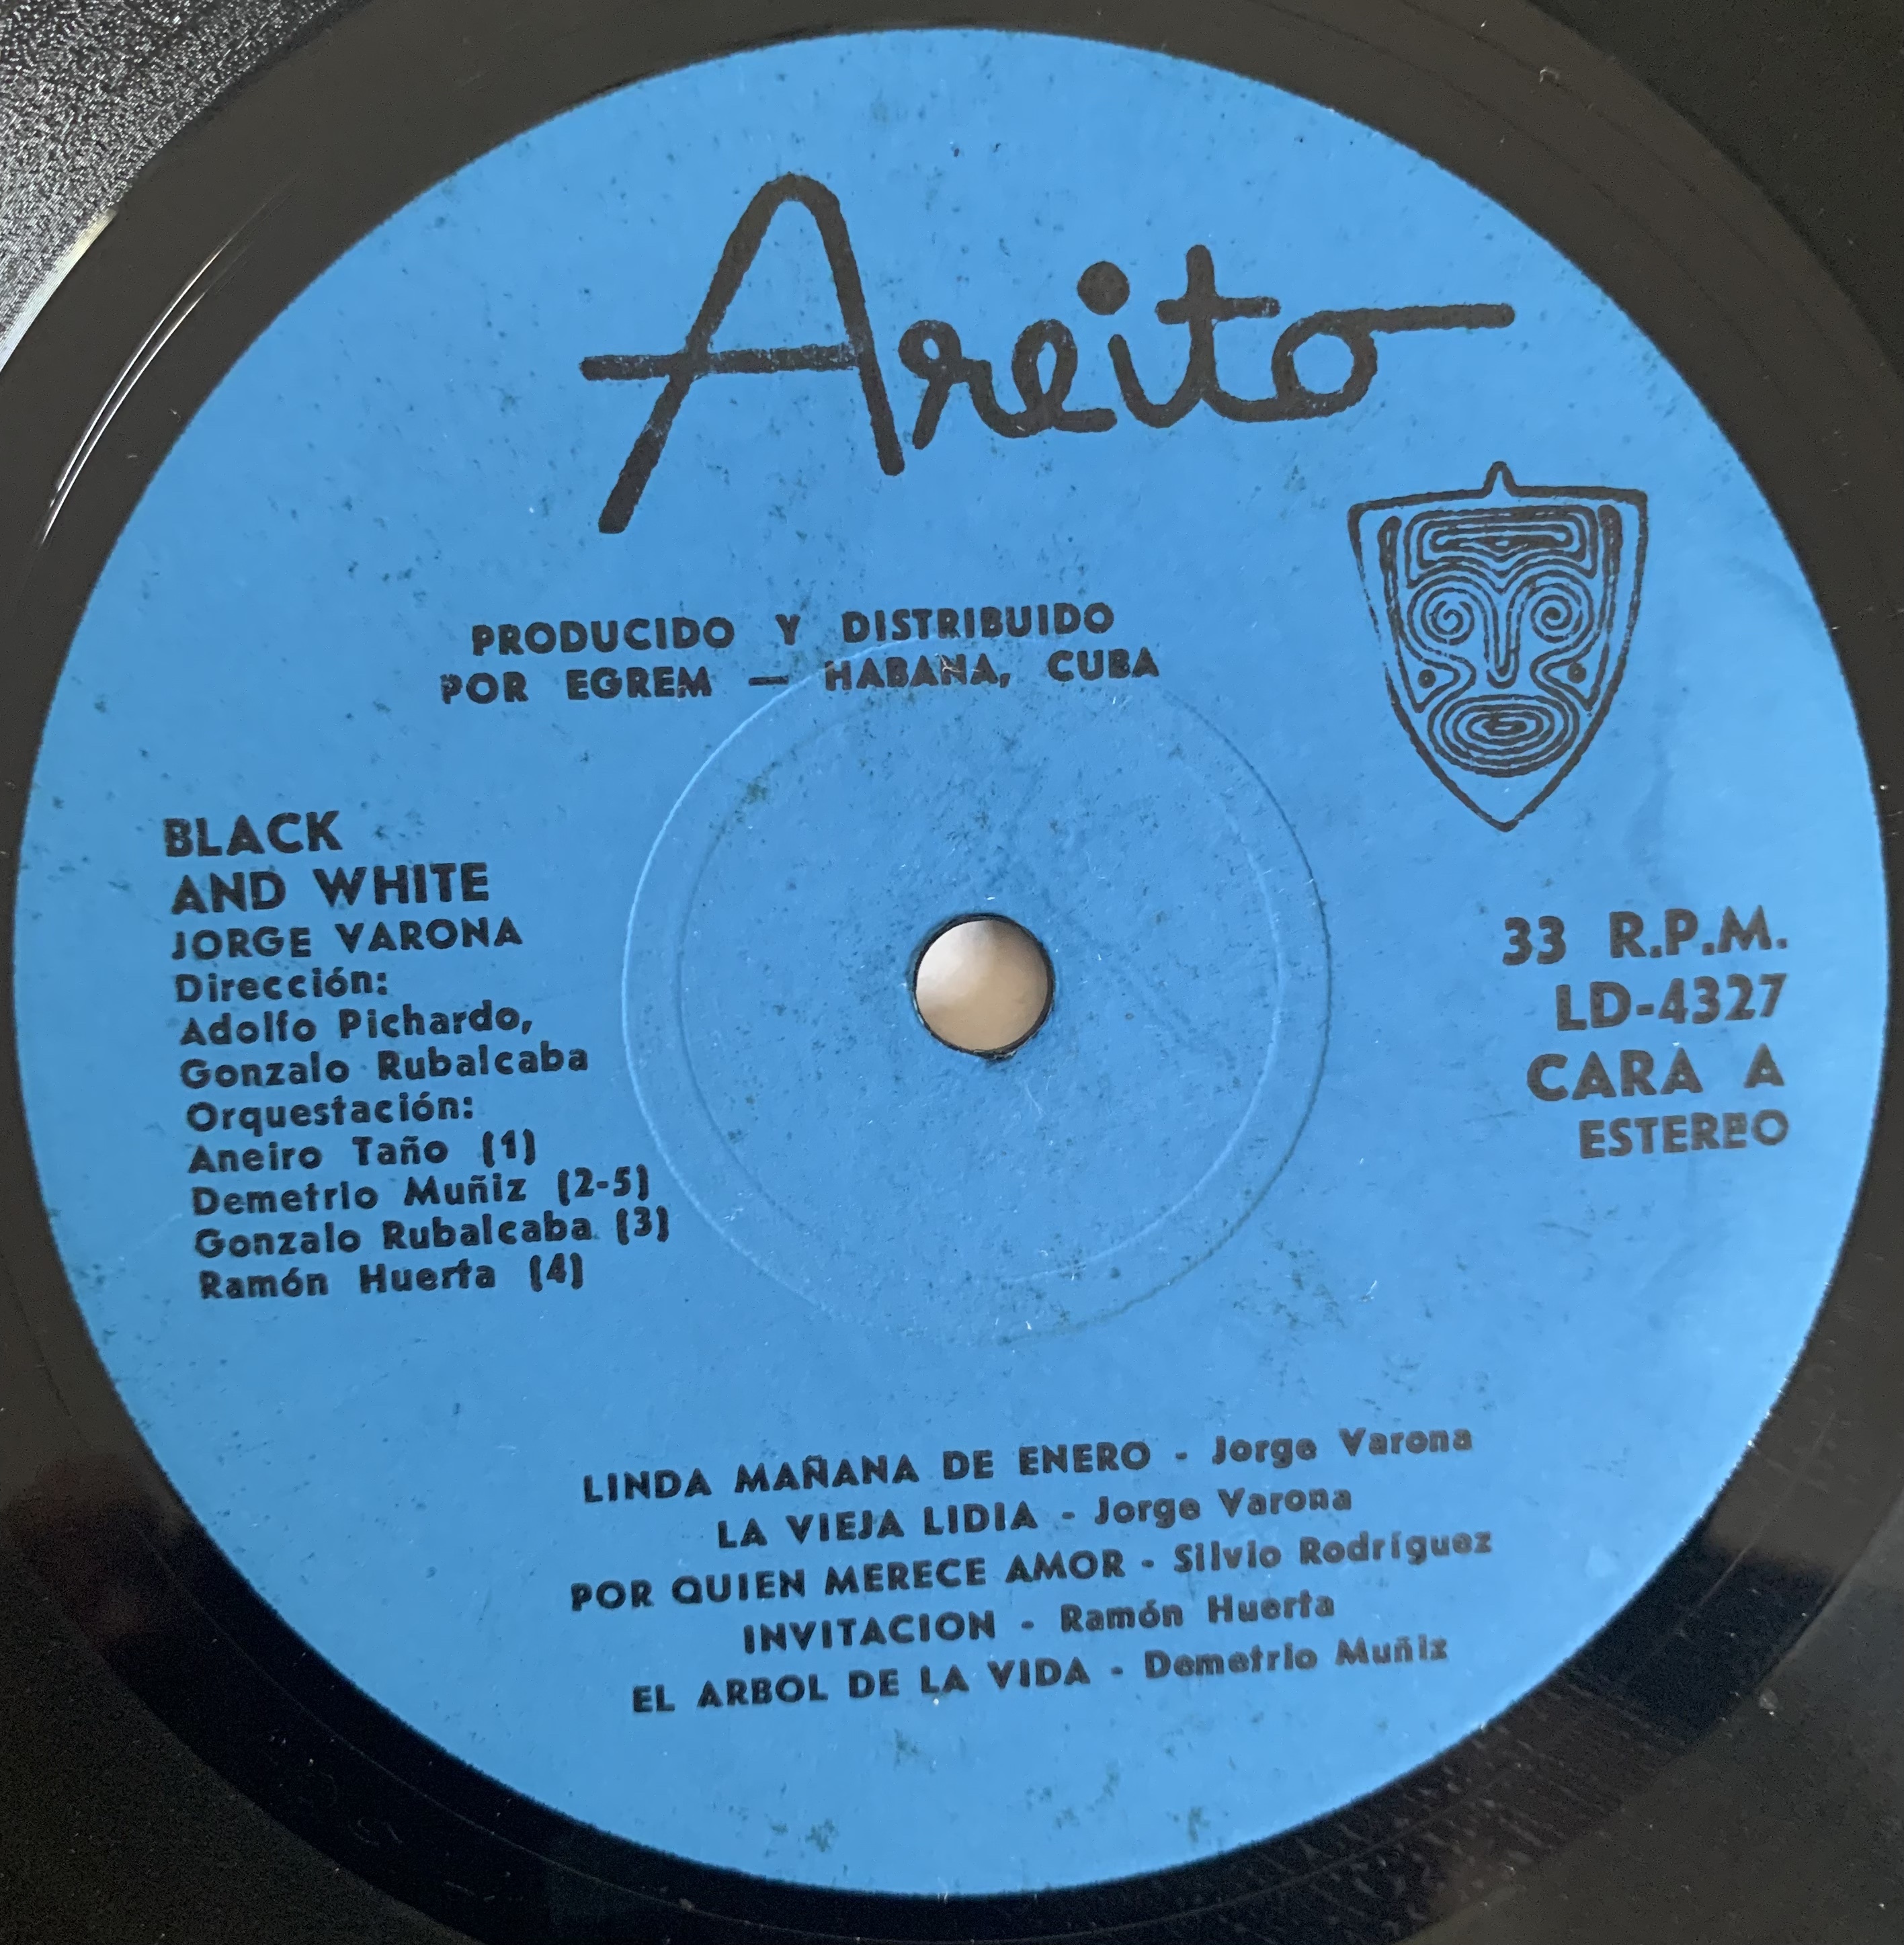 Areito
PRODUCIDO Y DISTRIBUIDO
POR EGREM — HABANA, CUBA
BLACK
AND WHITE
JORGE VARONA
Dirección:
Adolfo Pichardo,
Gonzalo Rubalcaba
Orquestación:
Aneiro Taño (1)
Demetrio Muñiz (2-5)
Gonzalo Rubalcaba (3)
Ramón Huerta (4)
33 R.P.M.
LD-4327
CARA A
ESTEREO
LINDA MAÑANA DE ENERO - Jorge Varona
LA VIEJA LIDIA - Jorge Varona
POR QUIEN MERECE AMOR - Silvio Rodríguez
INVITACION - Ramón Huerta
EL ARBOL DE LA VIDA - Demetrio Muñiz